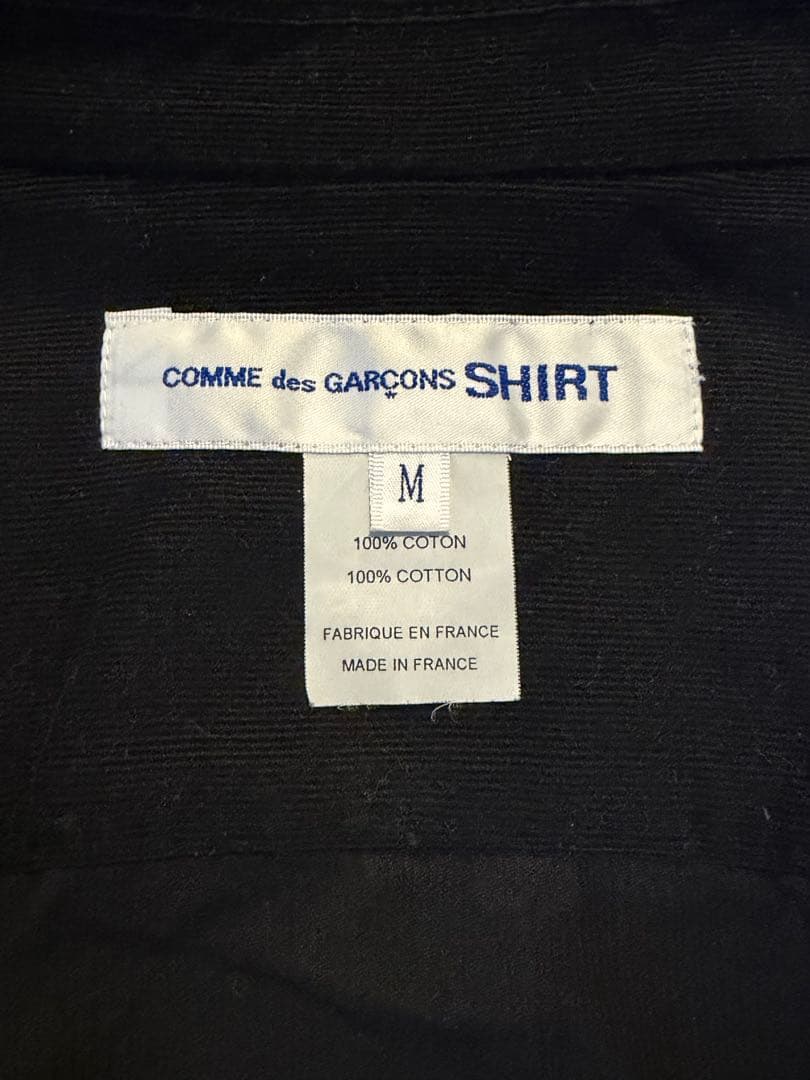 COMME des GARÇONS SHIRT
M
100% COTON
100% COTTON
FABRIQUE EN FRANCE
MADE IN FRANCE